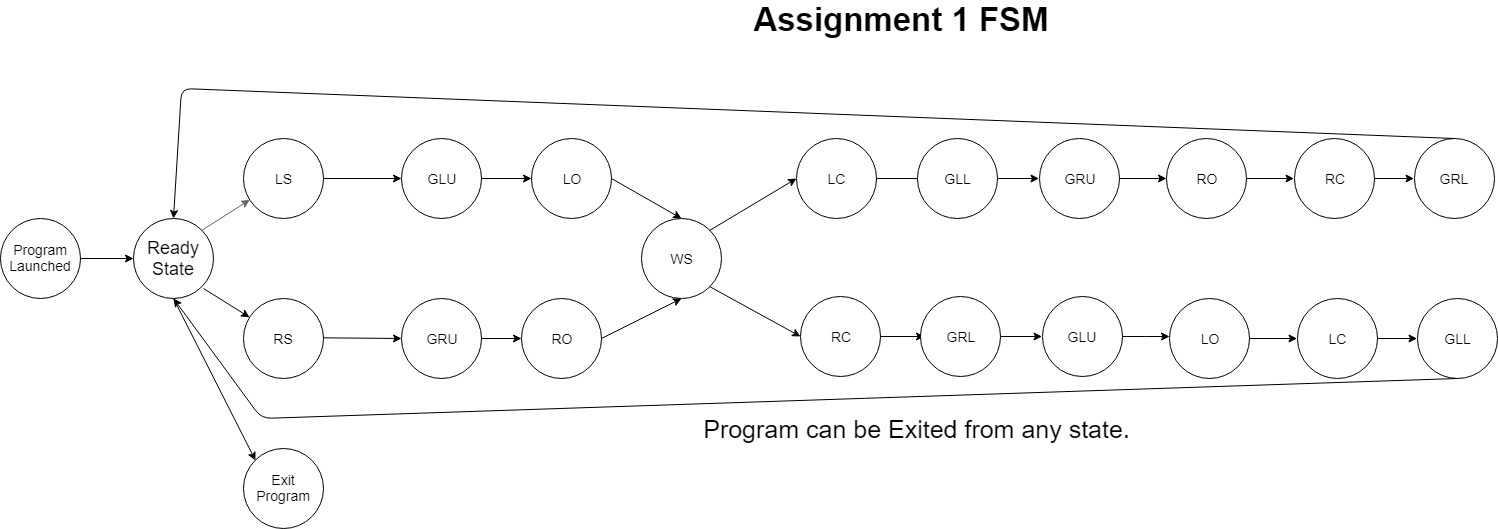 Assignment 1 FSM
LS
GLU
LO
LC
GLL
GRU
RO
RC
GRL
Program
Launched
Ready
State
WS
RS
GRU
RO
RC
GRL
GLU
LO
LC
GLL
Program can be Exited from any state.
Exit
Program